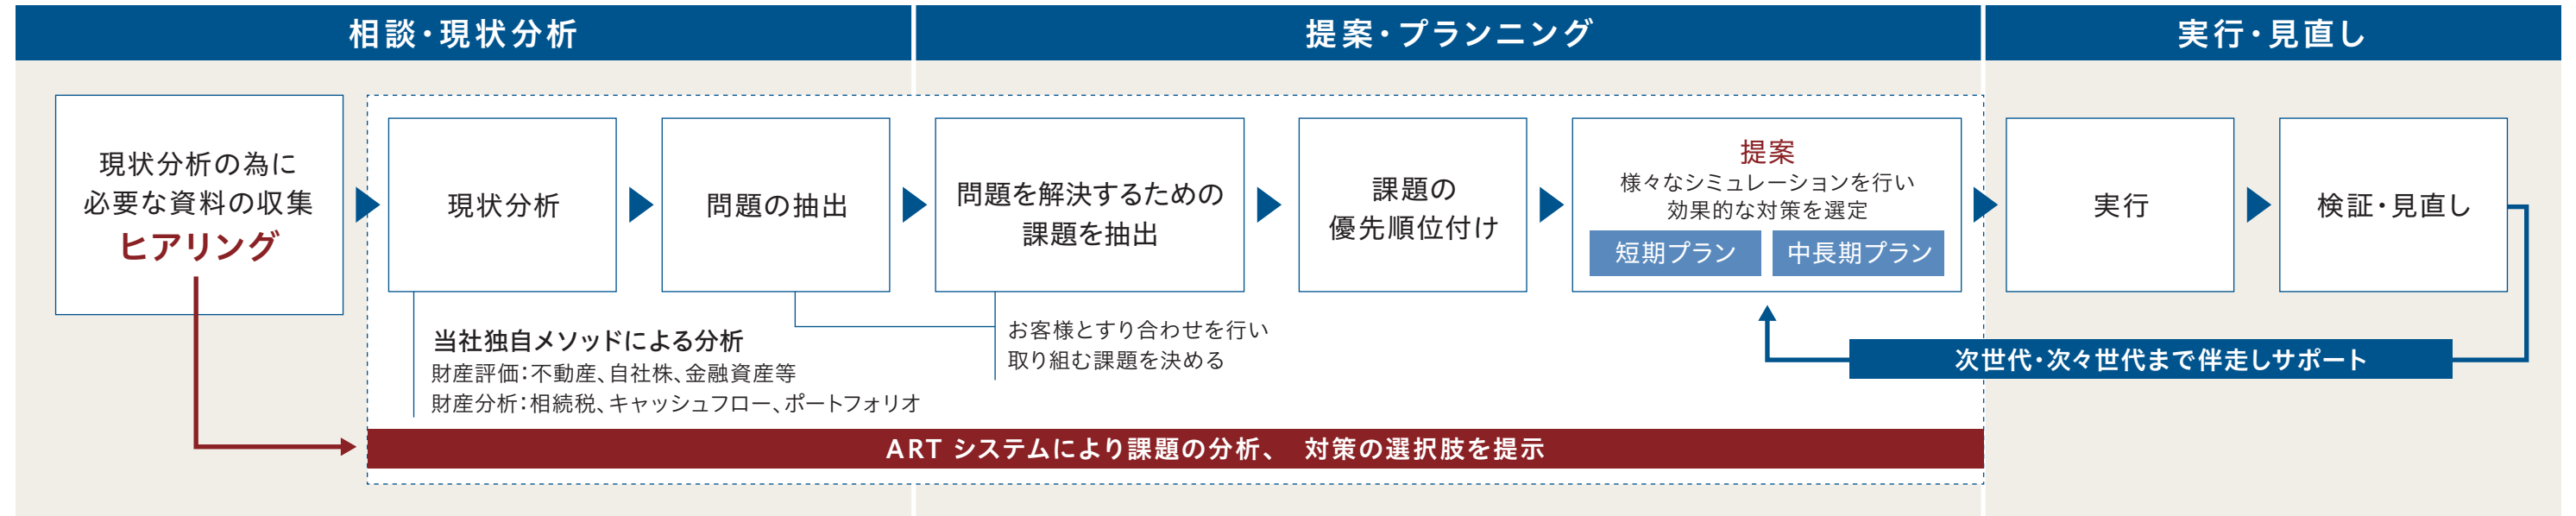 相談・現状分析
提案・プランニング
実行・見直し
現状分析の為に
必要な資料の収集
ヒアリング
現状分析
問題の抽出
問題を解決するための
課題を抽出
課題の
優先順位付け
提案
様々なシミュレーションを行い
効果的な対策を選定
短期プラン
中長期プラン
実行
検証・見直し
当社独自メソッドによる分析
財産評価：不動産、自社株、金融資産等
財産分析：相続税、キャッシュフロー、ポートフォリオ
お客様とすり合わせを行い
取り組む課題を決める
次世代・次々世代まで伴走しサポート
ART システムにより課題の分析、 対策の選択肢を提示